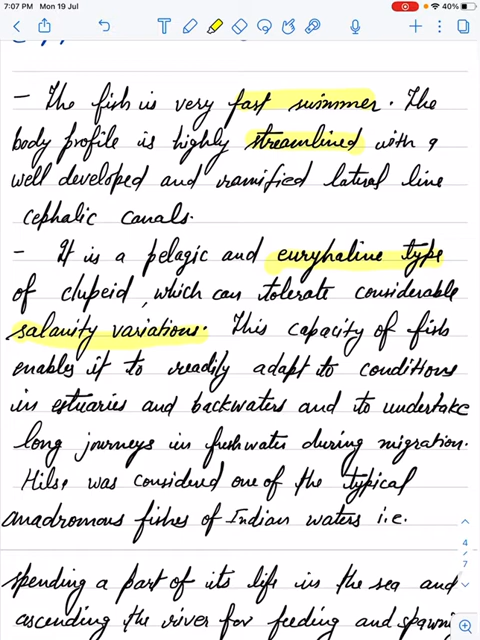 7:07 PM Mon 19 Jul
40%
- The fish is very fast swimmer. The
body profile is highly streamlined with a
well developed and ramified lateral line
cephalic canals.
- It is a pelagic and euryhaline type
of clupeid, which can tolerate considerable
salanity variations. This capacity of fish
enables it to readily adapt to conditions
in estuaries and backwaters and to undertake
long journeys in freshwater during migration.
Hilsa was considered one of the typical
anadromous fishes of Indian waters i.e.
4
/
7
spending a part of its life in the sea and
ascending the river for feeding and spawni